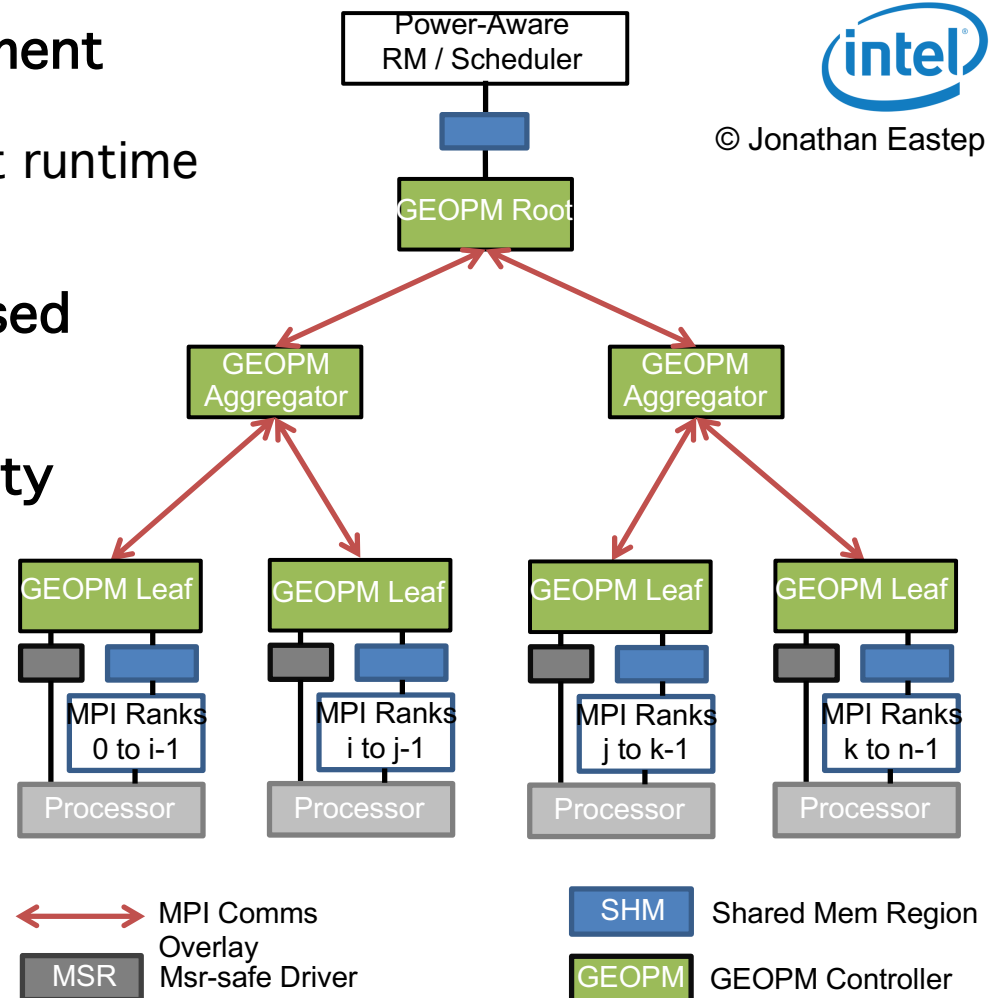 ment
Power-Aware
RM / Scheduler
intel®
© Jonathan Eastep
t runtime
GEOPM Root
sed
GEOPM
Aggregator
GEOPM
Aggregator
ty
GEOPM Leaf
GEOPM Leaf
GEOPM Leaf
GEOPM Leaf
MPI Ranks
0 to i-1
MPI Ranks
i to j-1
MPI Ranks
j to k-1
MPI Ranks
k to n-1
Processor
Processor
Processor
Processor
MPI Comms
Overlay
SHM
Shared Mem Region
MSR
Msr-safe Driver
GEOPM
GEOPM Controller